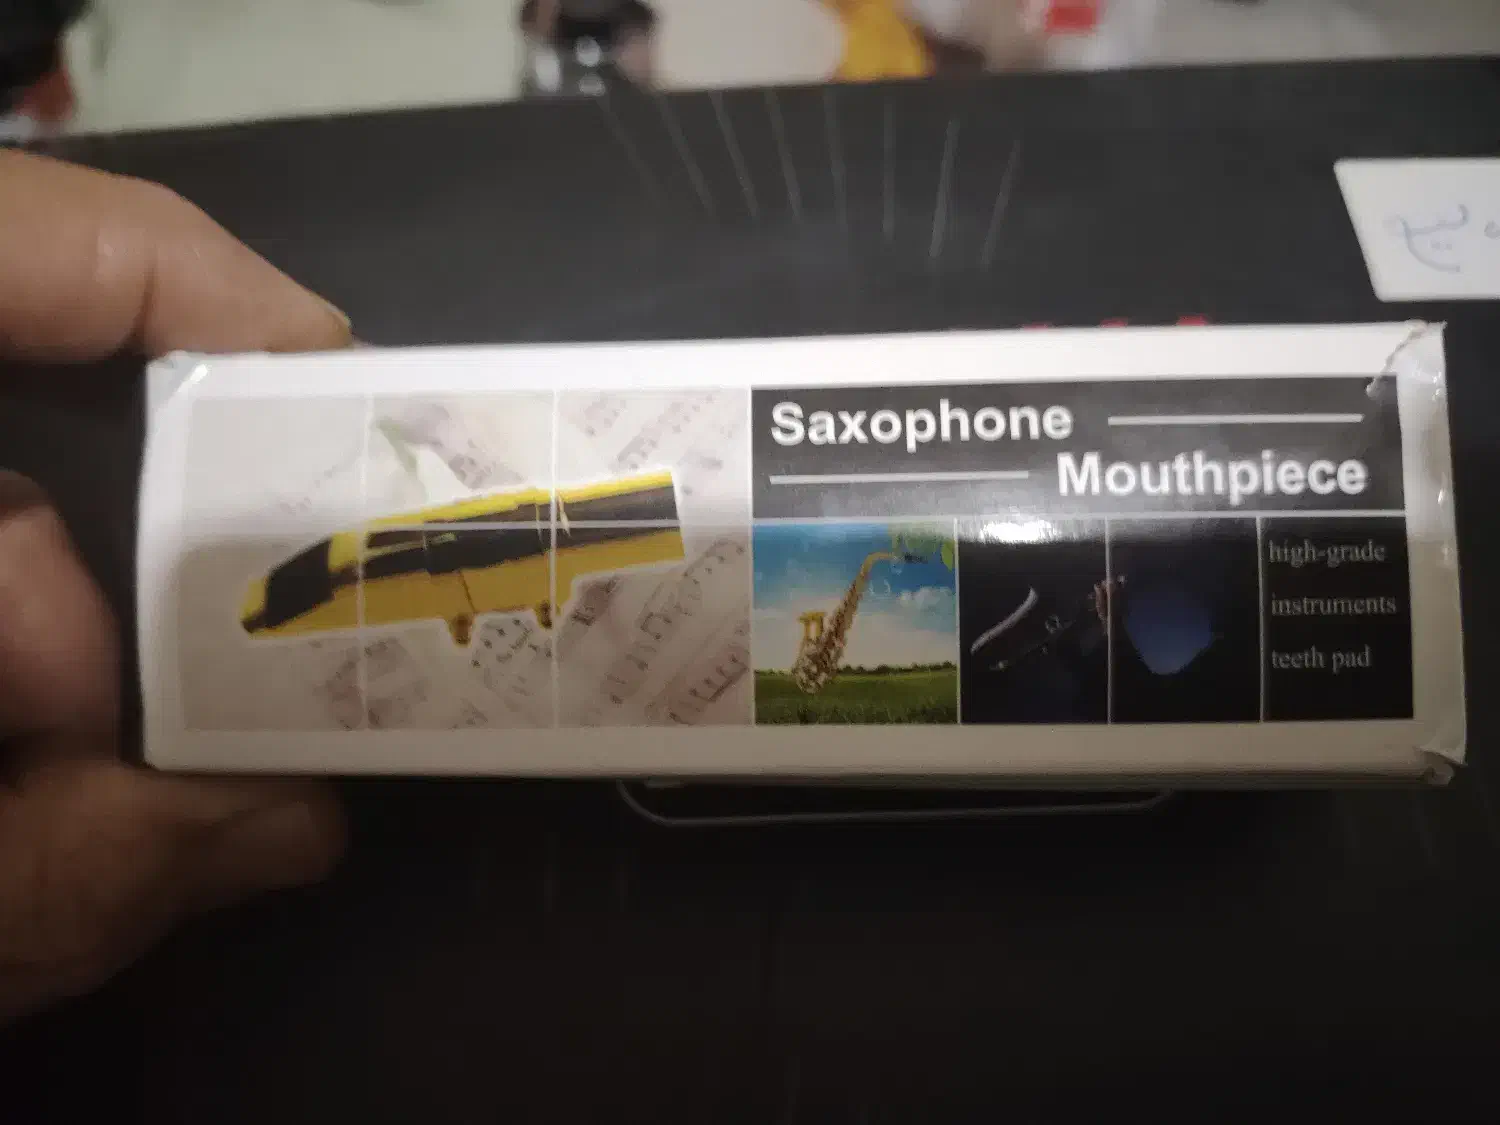 Saxophone
Mouthpiece
high-grade
instruments
teeth pad